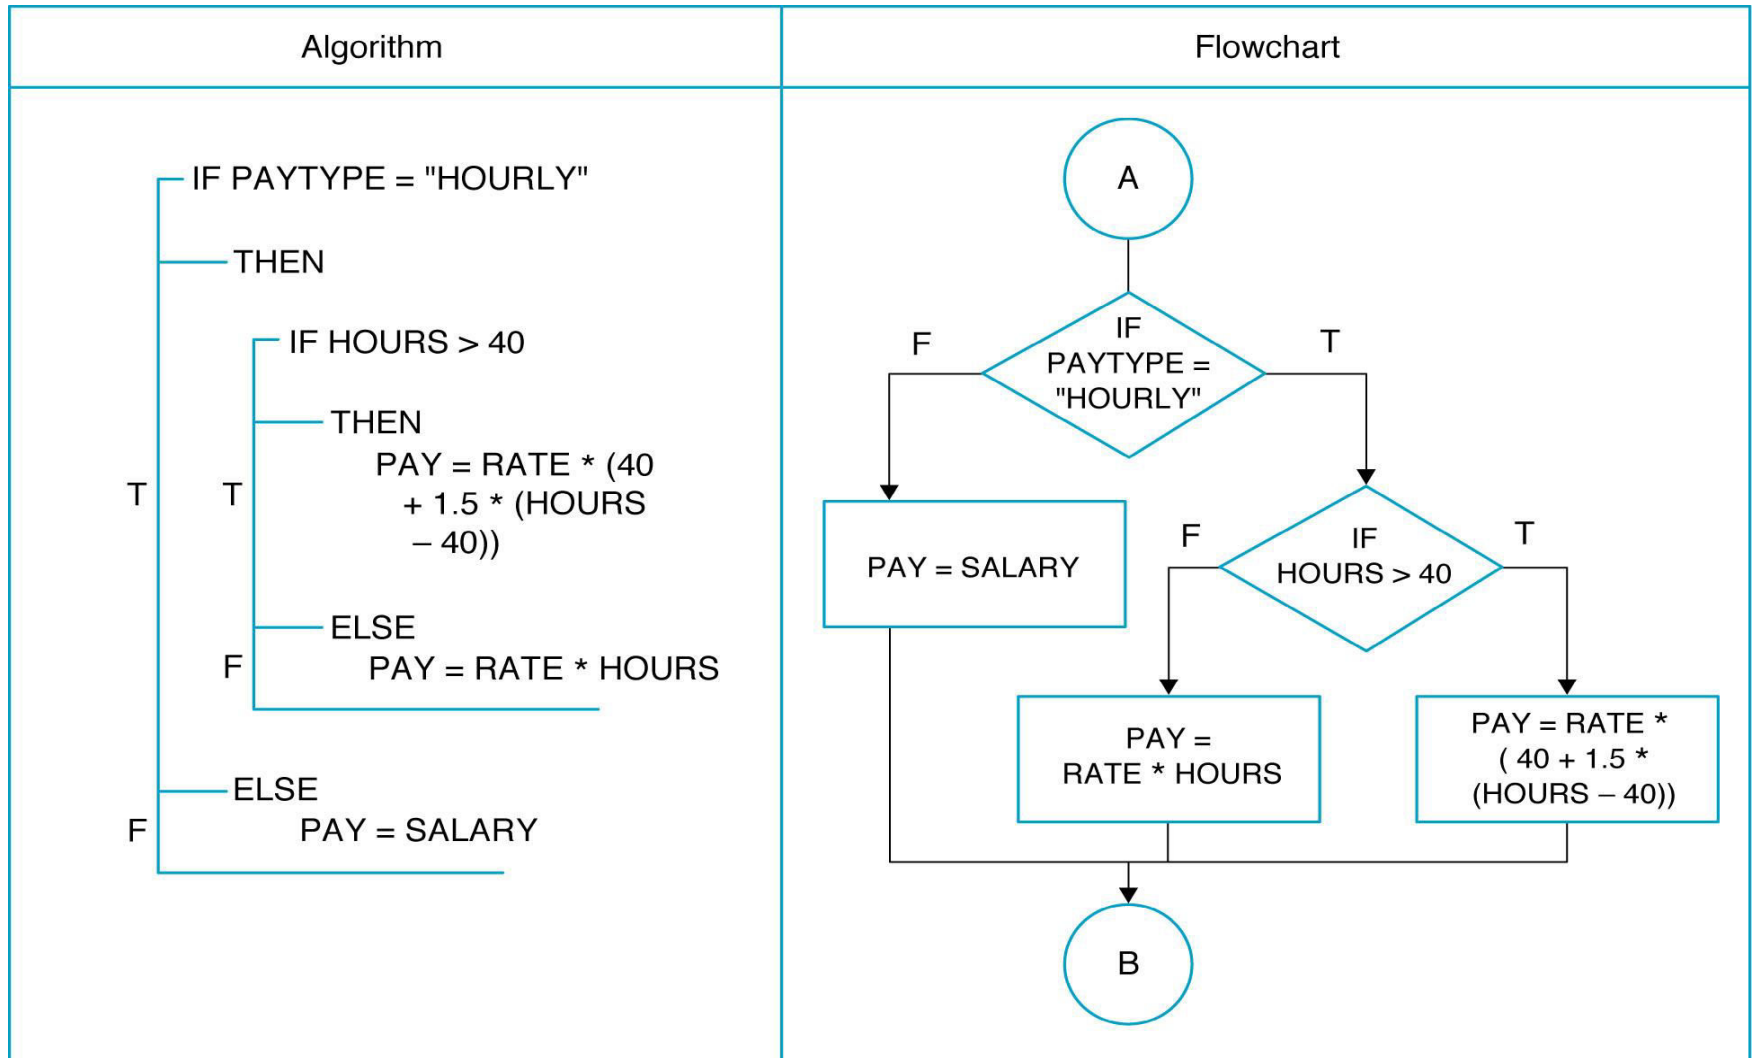 Algorithm
Flowchart
IF PAYTYPE = "HOURLY"
THEN
IF HOURS > 40
THEN
PAY = RATE * (40
+ 1.5 * (HOURS
– 40))
T
T
ELSE
F
PAY = RATE * HOURS
ELSE
F
PAY = SALARY
A
IF
PAYTYPE =
"HOURLY"
F
T
PAY = SALARY
IF
HOURS > 40
F
T
PAY =
RATE * HOURS
PAY = RATE *
( 40 + 1.5 *
(HOURS – 40))
B